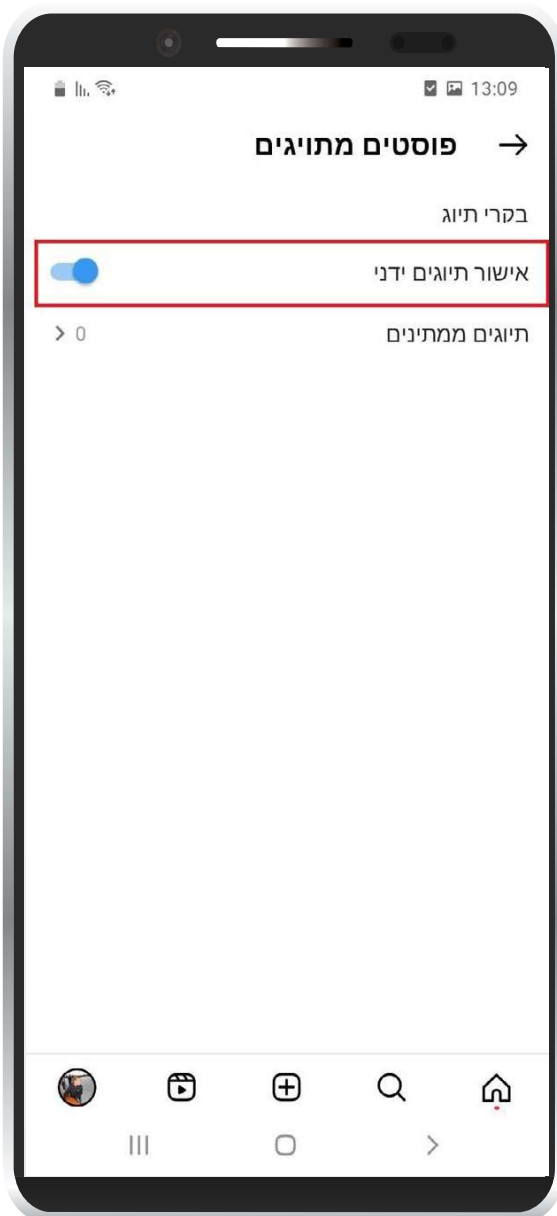 13:09
פוסטים מתויגים
בקרי תיוג
אישור תיוגים ידני
תיוגים ממתינים
0